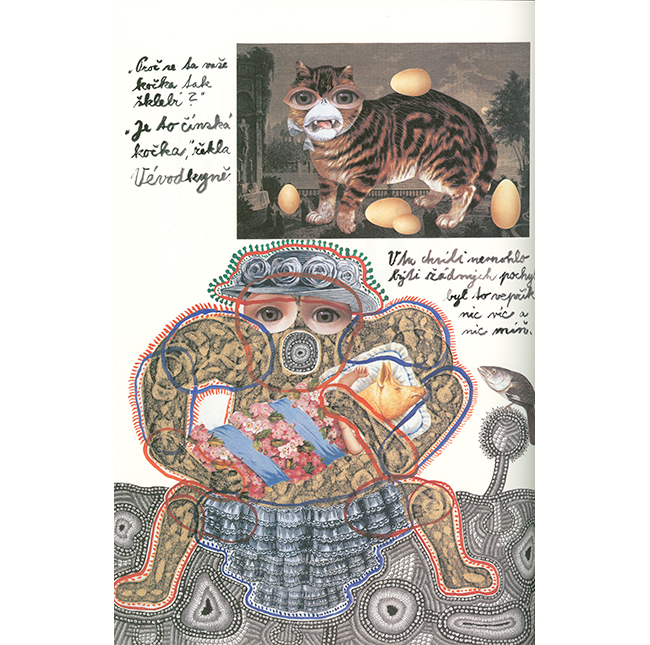 „Proč se ta vaše
kočka tak
šklebí?"
„Je to čínská
kočka," řekla
Vévodkyně.
V tu chvíli nemohlo
býti žádných pochyb
byl to vepřík
nic víc a
nic míň.